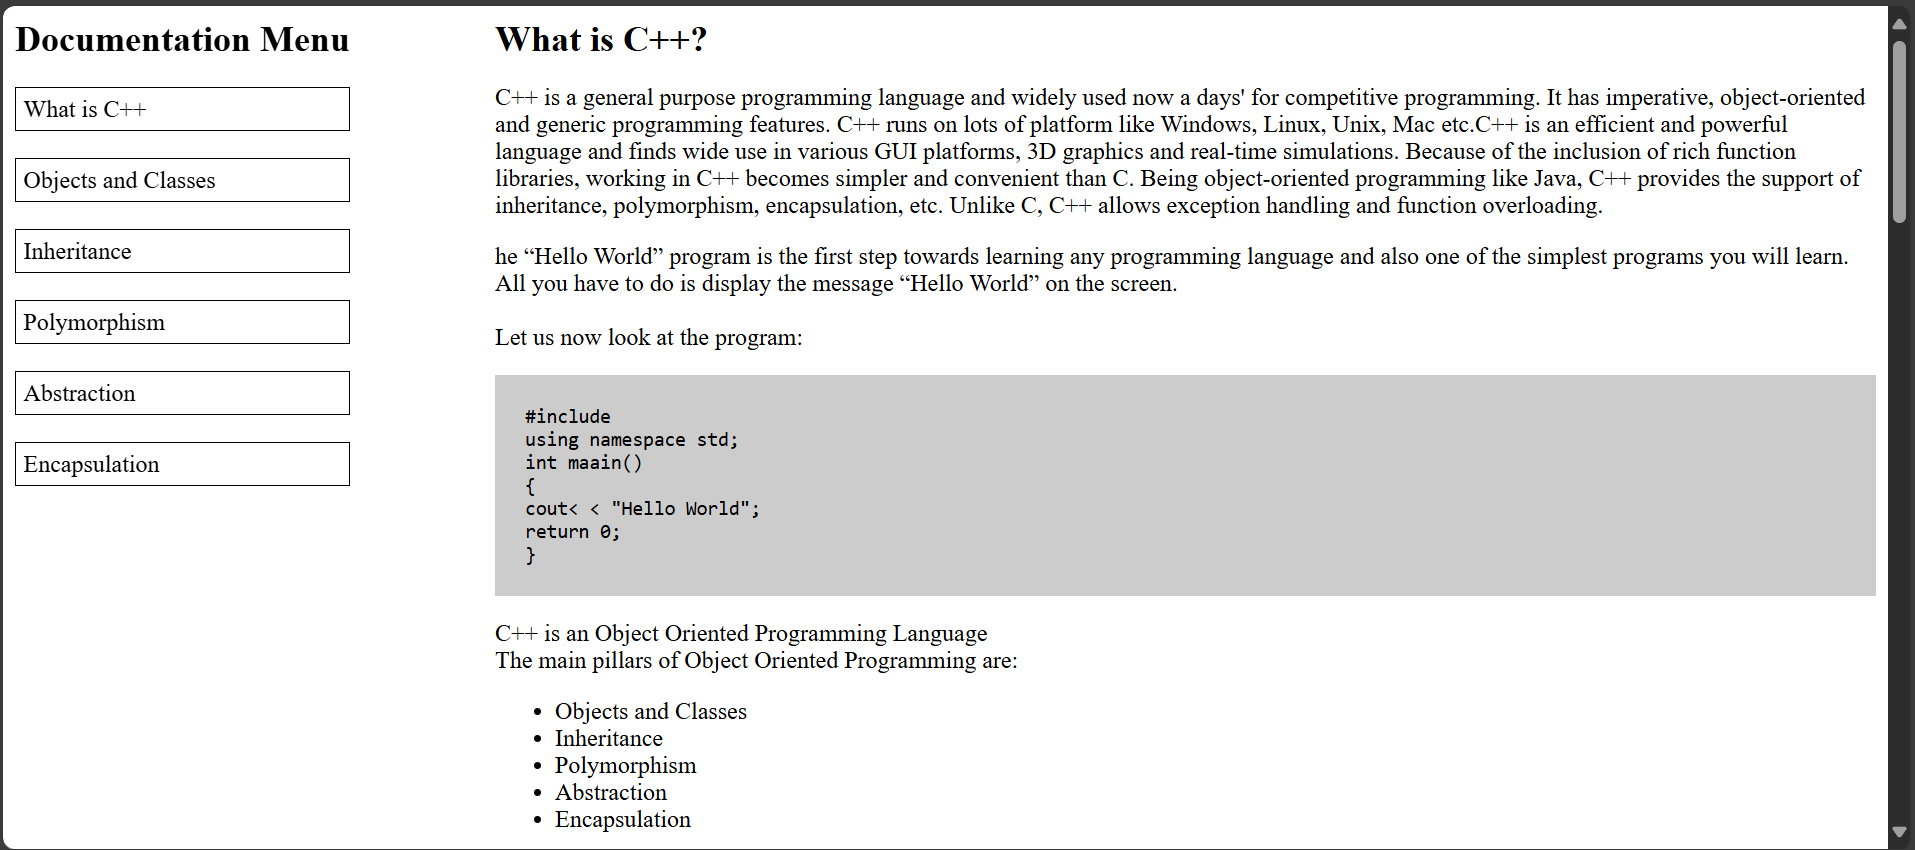 Documentation Menu
What is C++
Objects and Classes
Inheritance
Polymorphism
Abstraction
Encapsulation
What is C++?
C++ is a general purpose programming language and widely used now a days' for competitive programming. It has imperative, object-oriented
and generic programming features. C++ runs on lots of platform like Windows, Linux, Unix, Mac etc.C++ is an efficient and powerful
language and finds wide use in various GUI platforms, 3D graphics and real-time simulations. Because of the inclusion of rich function
libraries, working in C++ becomes simpler and convenient than C. Being object-oriented programming like Java, C++ provides the support of
inheritance, polymorphism, encapsulation, etc. Unlike C, C++ allows exception handling and function overloading.
he “Hello World” program is the first step towards learning any programming language and also one of the simplest programs you will learn.
All you have to do is display the message “Hello World” on the screen.
Let us now look at the program:
#include
using namespace std;
int maain()
{
cout< < "Hello World";
return 0;
}
C++ is an Object Oriented Programming Language
The main pillars of Object Oriented Programming are:
• Objects and Classes
• Inheritance
• Polymorphism
• Abstraction
• Encapsulation